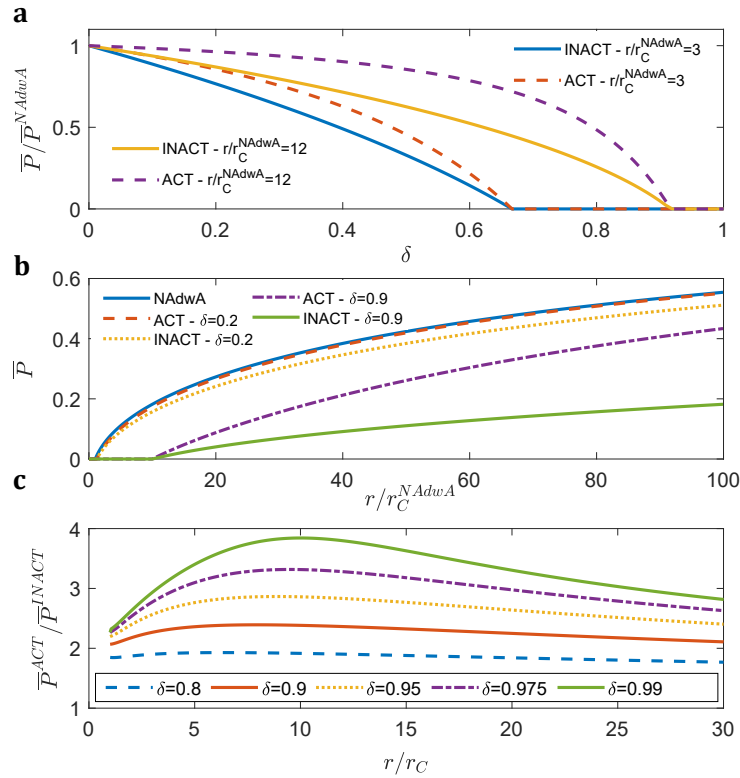 a
1
0.5
0
P̅/P̅^NAdwA
INACT - r/r_C^NAdwA=3
ACT - r/r_C^NAdwA=3
INACT - r/r_C^NAdwA=12
ACT - r/r_C^NAdwA=12
0 0.2 0.4 0.6 0.8 1
δ
b
0.6
0.4
0.2
0
P̅
NAdwA
ACT - δ=0.2
INACT - δ=0.2
ACT - δ=0.9
INACT - δ=0.9
0 20 40 60 80 100
r/r_C^NAdwA
c
4
3
2
1
P̅^ACT/P̅^INACT
δ=0.8 δ=0.9 δ=0.95 δ=0.975 δ=0.99
0 5 10 15 20 25 30
r/r_C